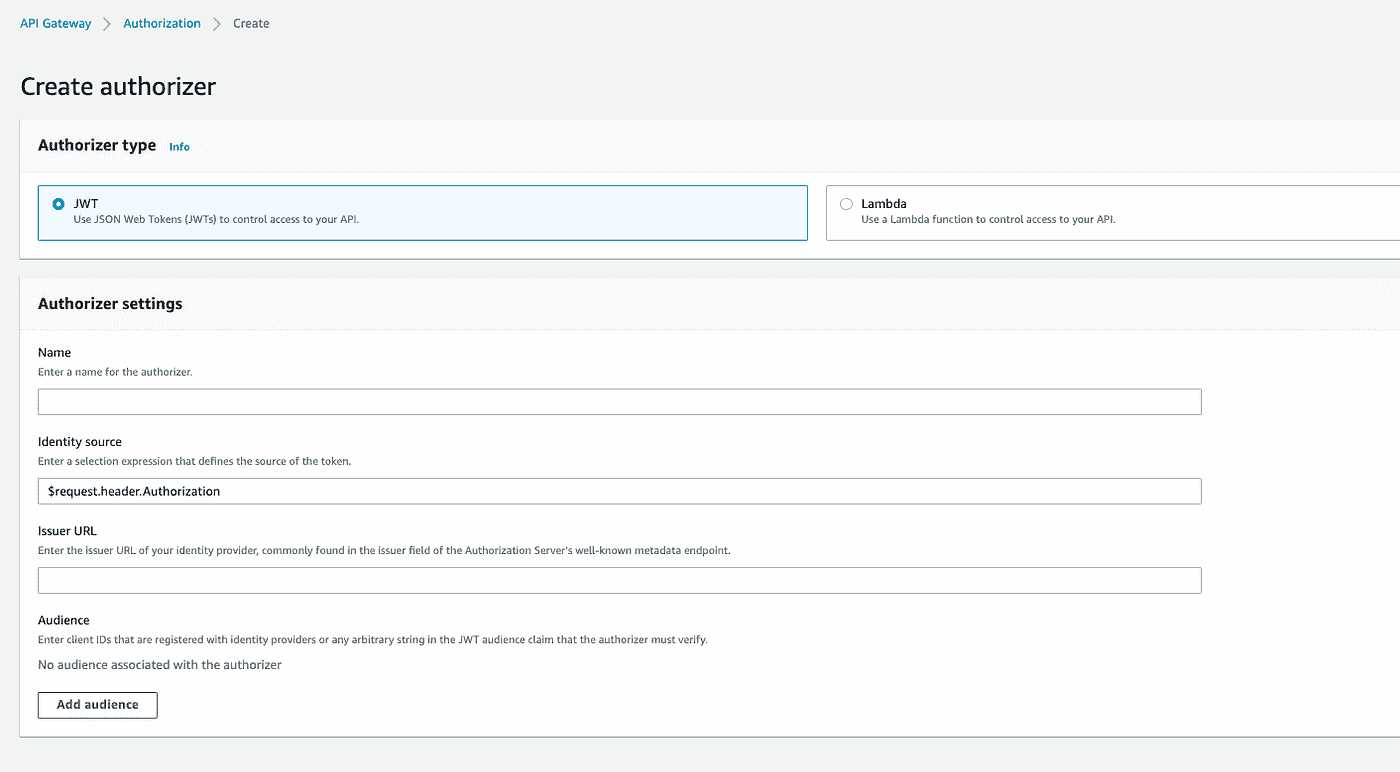 API Gateway > Authorization > Create
Create authorizer
Authorizer type Info
JWT
Use JSON Web Tokens (JWTs) to control access to your API.
Lambda
Use a Lambda function to control access to your API.
Authorizer settings
Name
Enter a name for the authorizer.
Identity source
Enter a selection expression that defines the source of the token.
$request.header.Authorization
Issuer URL
Enter the issuer URL of your identity provider, commonly found in the issuer field of the Authorization Server's well-known metadata endpoint.
Audience
Enter client IDs that are registered with identity providers or any arbitrary string in the JWT audience claim that the authorizer must verify.
No audience associated with the authorizer
Add audience